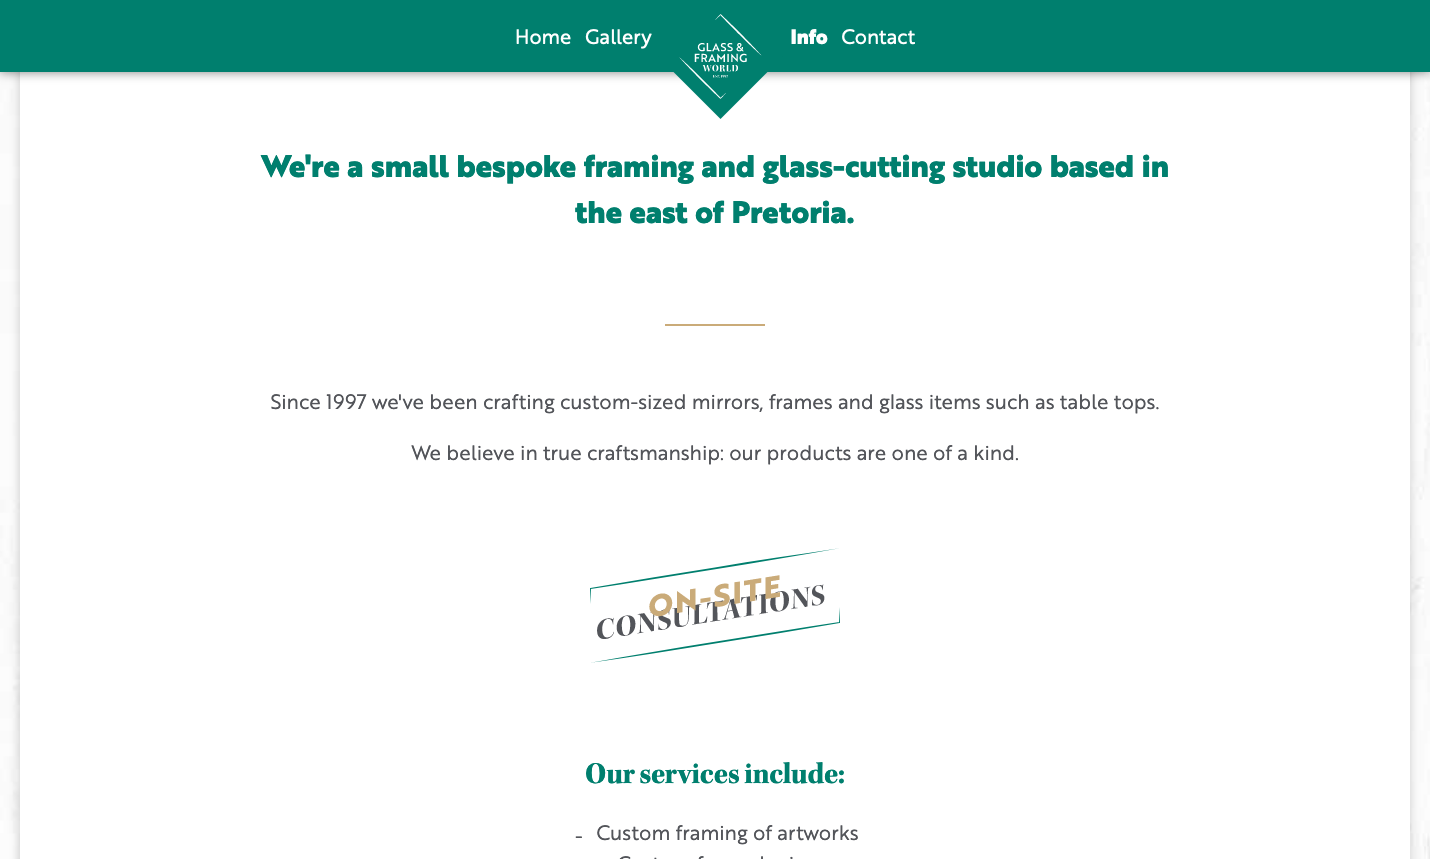 Home Gallery Info Contact
GLASS &
FRAMING
WORLD
We're a small bespoke framing and glass-cutting studio based in
the east of Pretoria.
Since 1997 we've been crafting custom-sized mirrors, frames and glass items such as table tops.
We believe in true craftsmanship: our products are one of a kind.
ON-SITE
CONSULTATIONS
Our services include:
- Custom framing of artworks